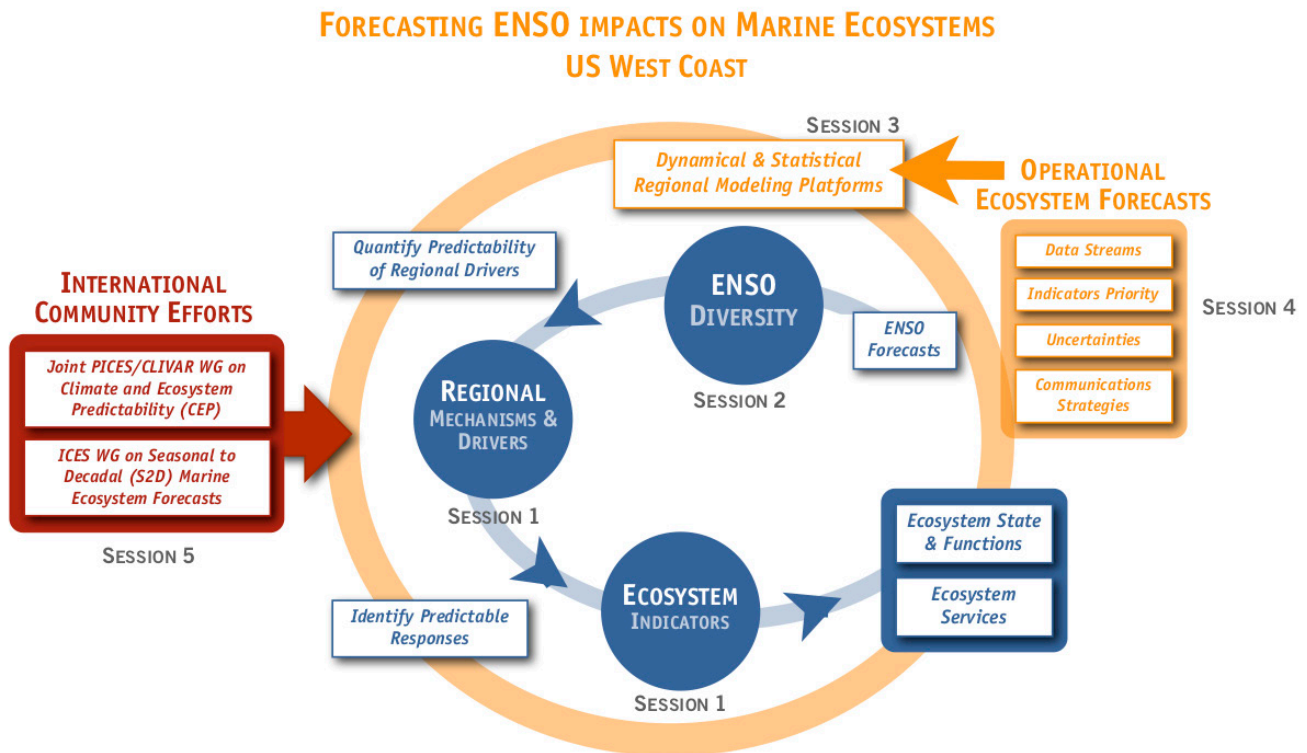 FORECASTING ENSO IMPACTS ON MARINE ECOSYSTEMS
US WEST COAST
SESSION 3
Dynamical & Statistical
Regional Modeling Platforms
OPERATIONAL
ECOSYSTEM FORECASTS
Data Streams
Indicators Priority
Uncertainties
Communications
Strategies
SESSION 4
Quantify Predictability
of Regional Drivers
ENSO
DIVERSITY
SESSION 2
ENSO
Forecasts
INTERNATIONAL
COMMUNITY EFFORTS
Joint PICES/CLIVAR WG on
Climate and Ecosystem
Predictability (CEP)
ICES WG on Seasonal to
Decadal (S2D) Marine
Ecosystem Forecasts
SESSION 5
REGIONAL
MECHANISMS &
DRIVERS
SESSION 1
Ecosystem State
& Functions
Ecosystem
Services
ECOSYSTEM
INDICATORS
SESSION 1
Identify Predictable
Responses